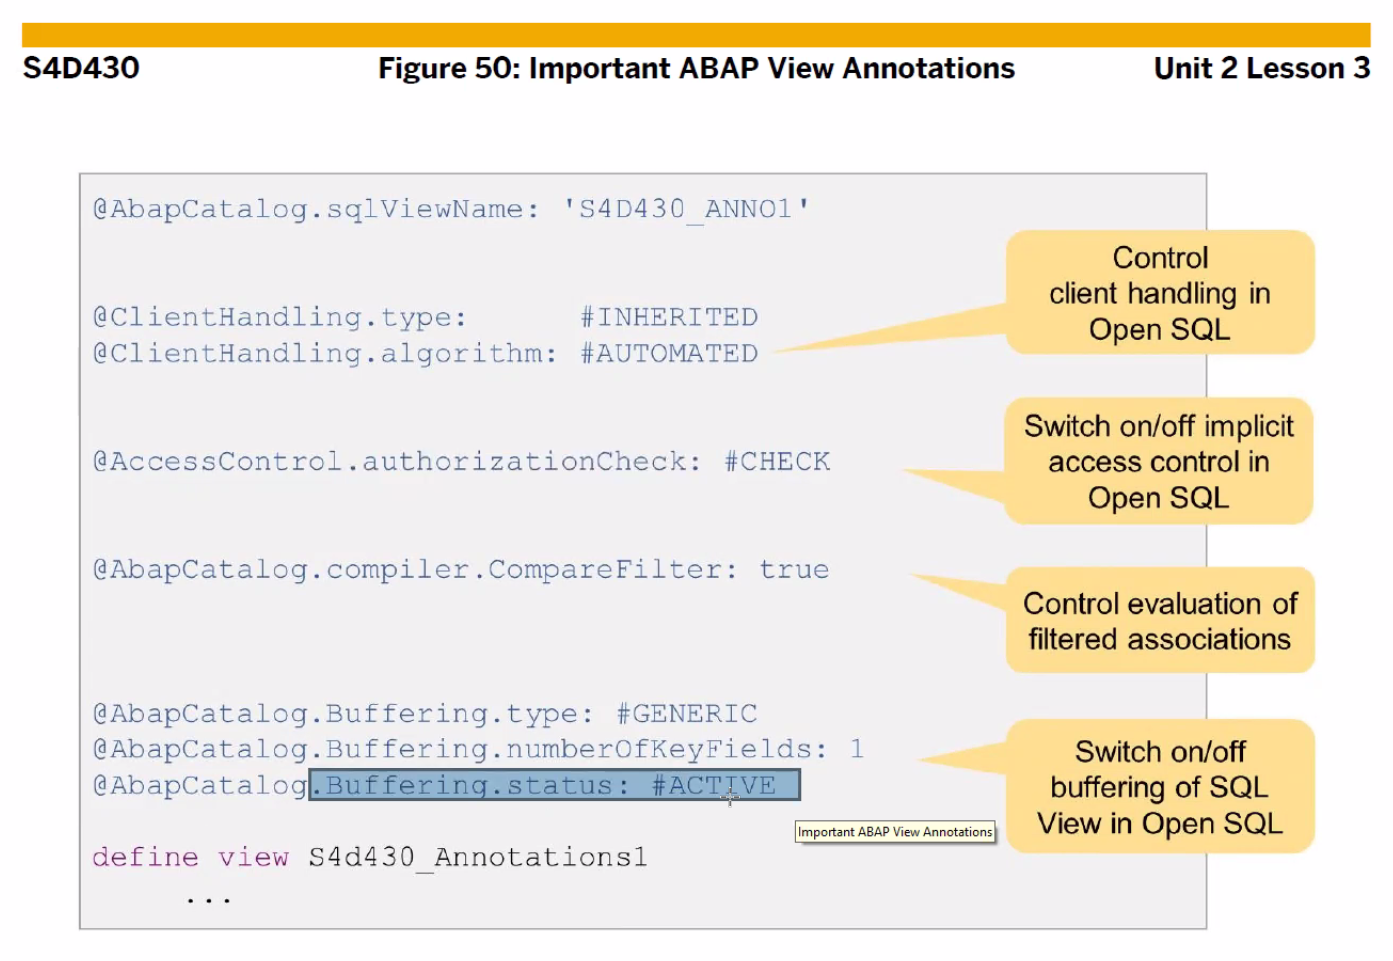 S4D430 Figure 50: Important ABAP View Annotations Unit 2 Lesson 3
@AbapCatalog.sqlViewName: 'S4D430_ANNO1'
Control
client handling in
Open SQL
@ClientHandling.type: #INHERITED
@ClientHandling.algorithm: #AUTOMATED
Switch on/off implicit
access control in
Open SQL
@AccessControl.authorizationCheck: #CHECK
@AbapCatalog.compiler.CompareFilter: true
Control evaluation of
filtered associations
@AbapCatalog.Buffering.type: #GENERIC
@AbapCatalog.Buffering.numberOfKeyFields: 1
@AbapCatalog.Buffering.status: #ACTIVE
Switch on/off
buffering of SQL
View in Open SQL
Important ABAP View Annotations
define view S4d430_Annotations1
...